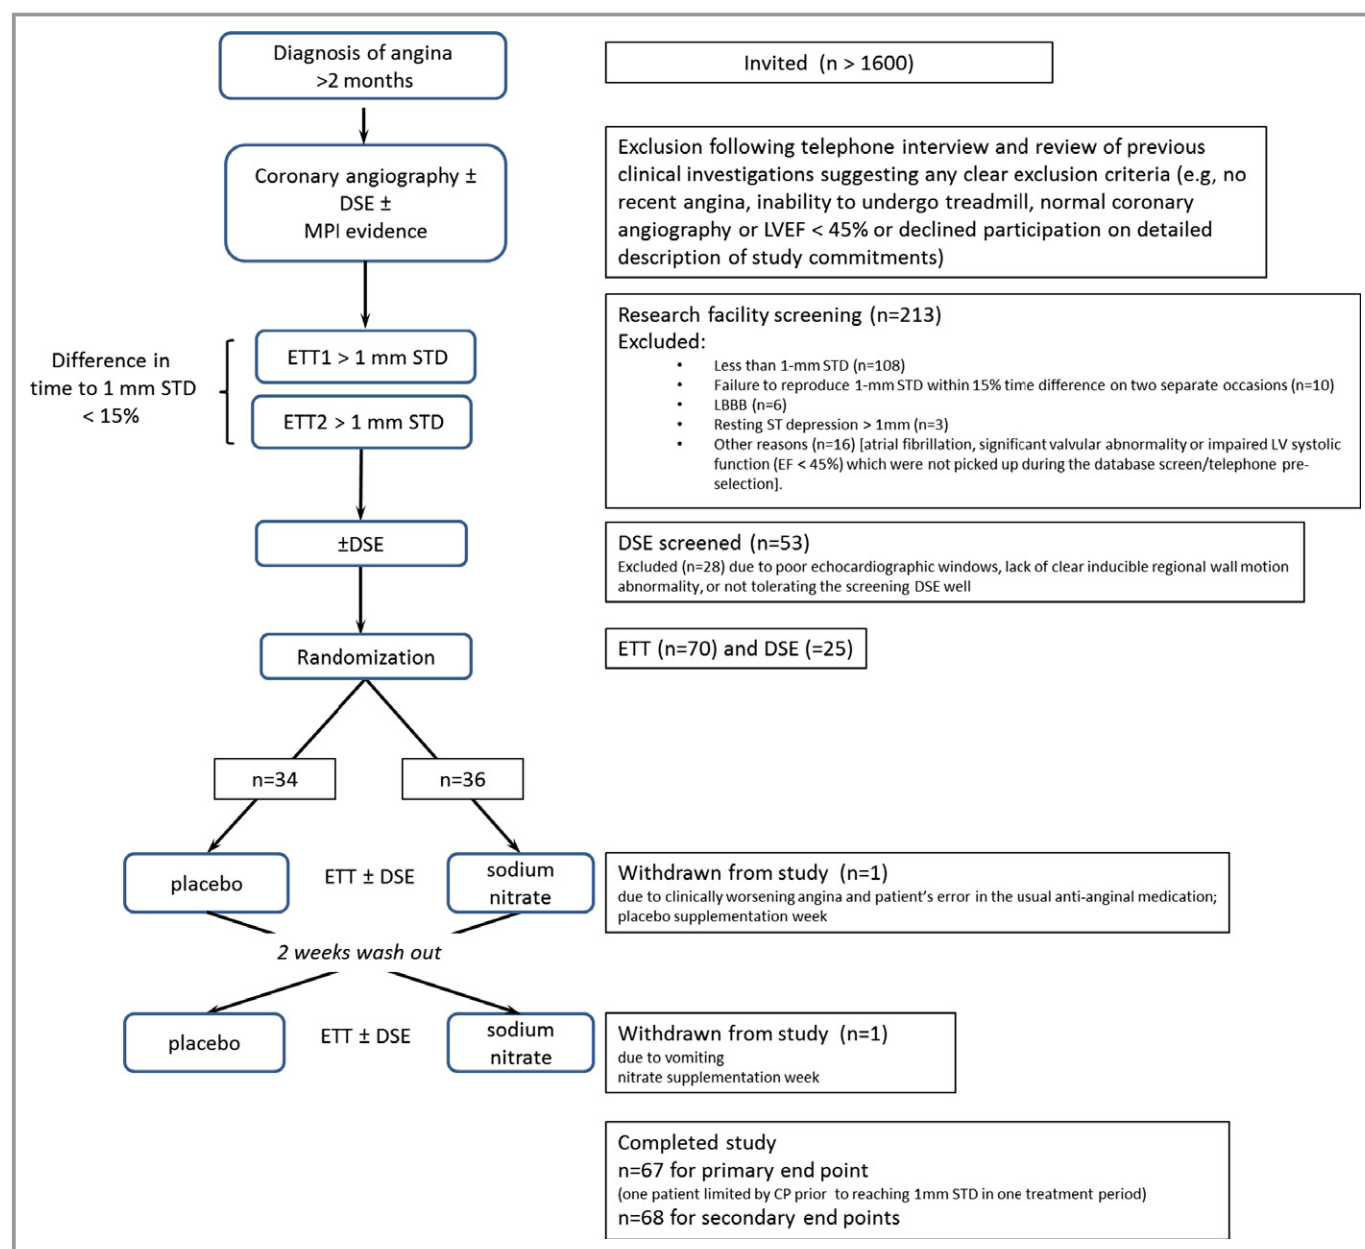 Diagnosis of angina
>2 months
Invited (n > 1600)
Coronary angiography ±
DSE ±
MPI evidence
Exclusion following telephone interview and review of previous
clinical investigations suggesting any clear exclusion criteria (e.g, no
recent angina, inability to undergo treadmill, normal coronary
angiography or LVEF < 45% or declined participation on detailed
description of study commitments)
Difference in
time to 1 mm STD
< 15%
ETT1 > 1 mm STD
ETT2 > 1 mm STD
Research facility screening (n=213)
Excluded:
• Less than 1-mm STD (n=108)
• Failure to reproduce 1-mm STD within 15% time difference on two separate occasions (n=10)
• LBBB (n=6)
• Resting ST depression > 1mm (n=3)
• Other reasons (n=16) [atrial fibrillation, significant valvular abnormality or impaired LV systolic
function (EF < 45%) which were not picked up during the database screen/telephone pre-
selection].
±DSE
DSE screened (n=53)
Excluded (n=28) due to poor echocardiographic windows, lack of clear inducible regional wall motion
abnormality, or not tolerating the screening DSE well
Randomization
ETT (n=70) and DSE (=25)
n=34
n=36
placebo
ETT ± DSE
sodium
nitrate
Withdrawn from study (n=1)
due to clinically worsening angina and patient's error in the usual anti-anginal medication;
placebo supplementation week
2 weeks wash out
placebo
ETT ± DSE
sodium
nitrate
Withdrawn from study (n=1)
due to vomiting
nitrate supplementation week
Completed study
n=67 for primary end point
(one patient limited by CP prior to reaching 1mm STD in one treatment period)
n=68 for secondary end points